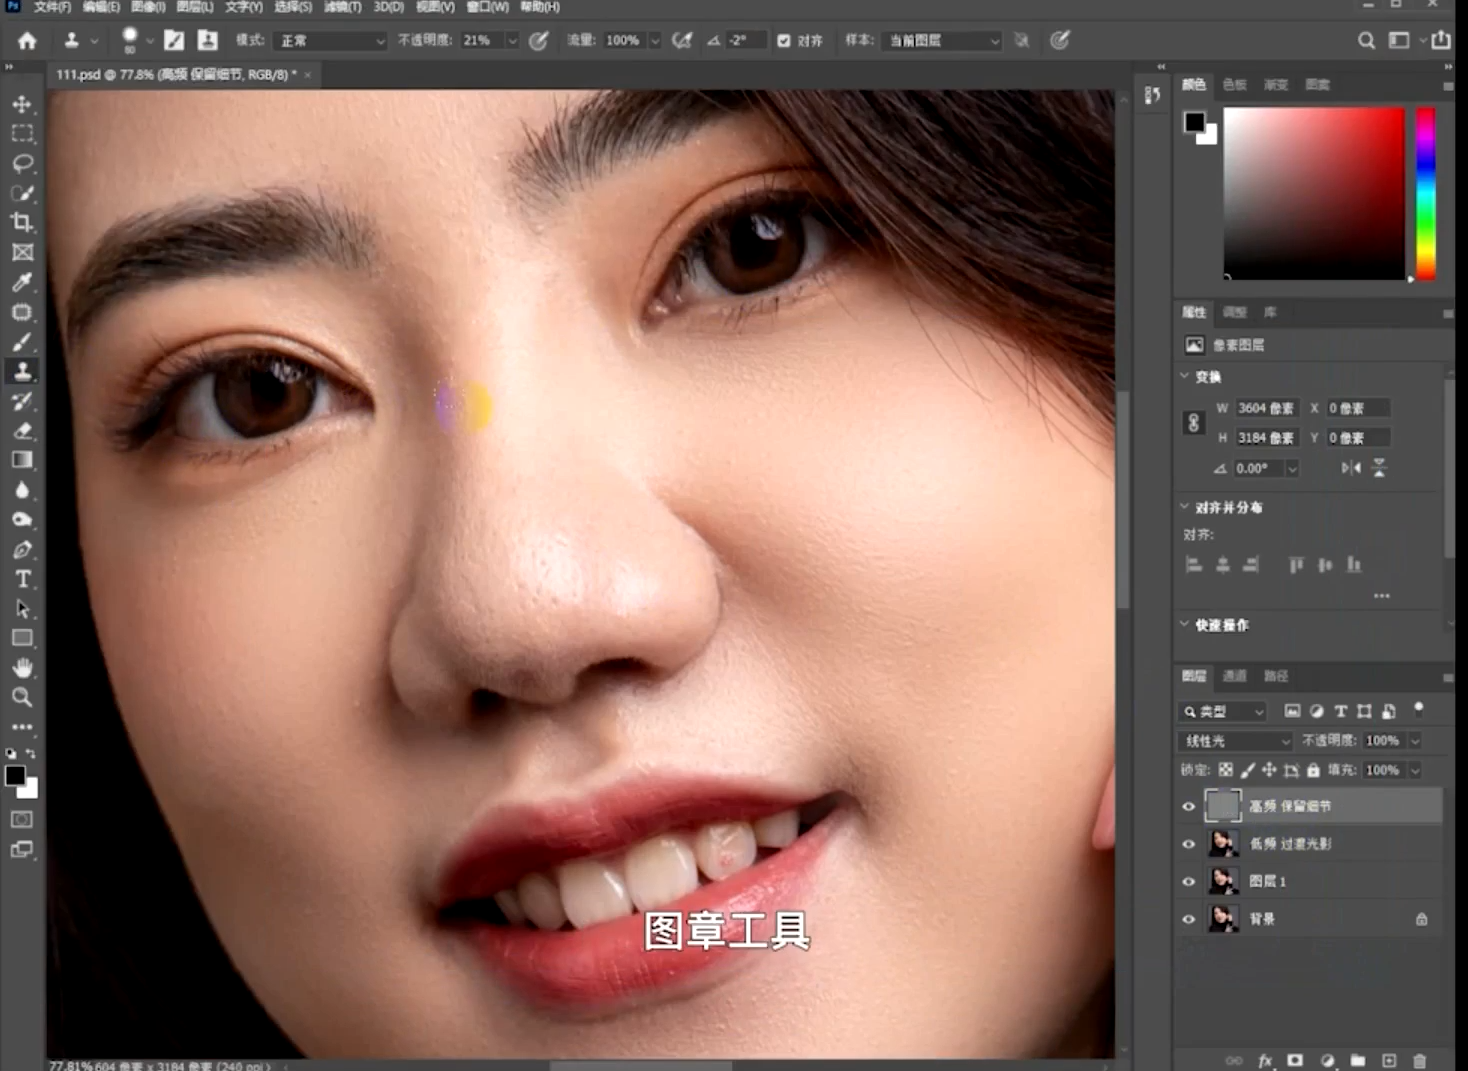 文件(F) 编辑(E) 图像(I) 图层(L) 文字(Y) 选择(S) 滤镜(T) 3D(D) 视图(V) 窗口(W) 帮助(H)
60 模式: 正常 不透明度: 21% 流量: 100% -2° 对齐 样本: 当前图层
111.psd @ 77.8% (高频 保留细节, RGB/8) * ×
颜色 色板 渐变 图案
属性 调整 库
像素图层
变换
W 3604 像素 X 0 像素
H 3184 像素 Y 0 像素
0.00°
对齐并分布
对齐:
快速操作
图层 通道 路径
类型
线性光 不透明度: 100%
锁定: 填充: 100%
高频 保留细节
低频 过渡光影
图层 1
背景
图章工具
77.81% 604 像素 x 3184 像素 (240 ppi)